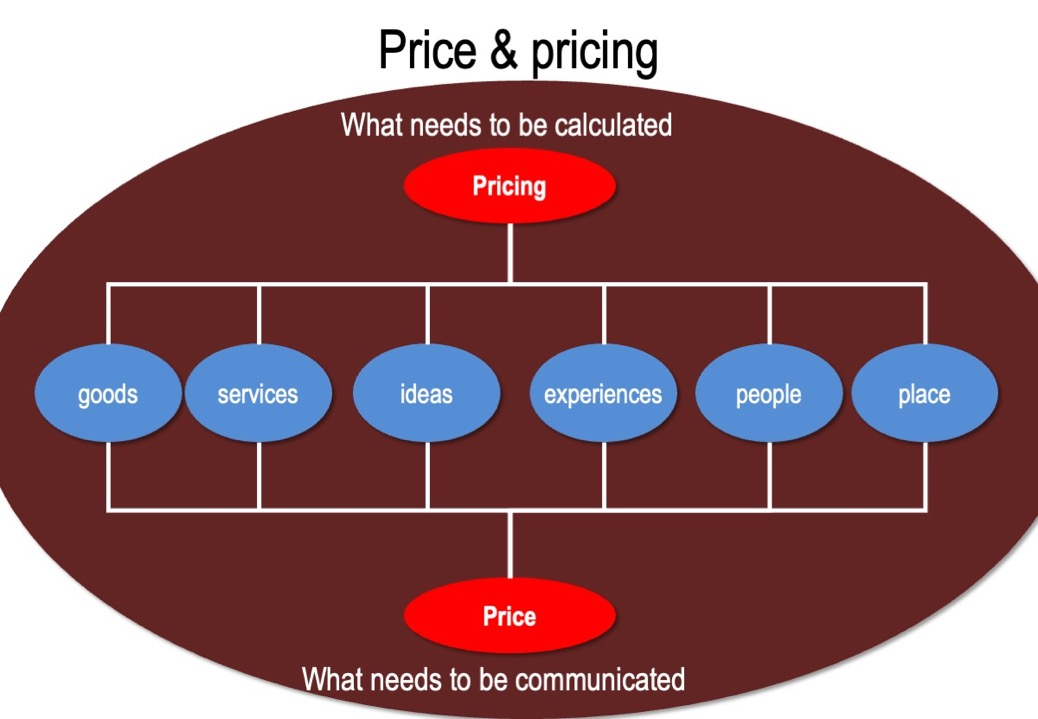 Price & pricing
What needs to be calculated
Pricing
goods services ideas experiences people place
Price
What needs to be communicated